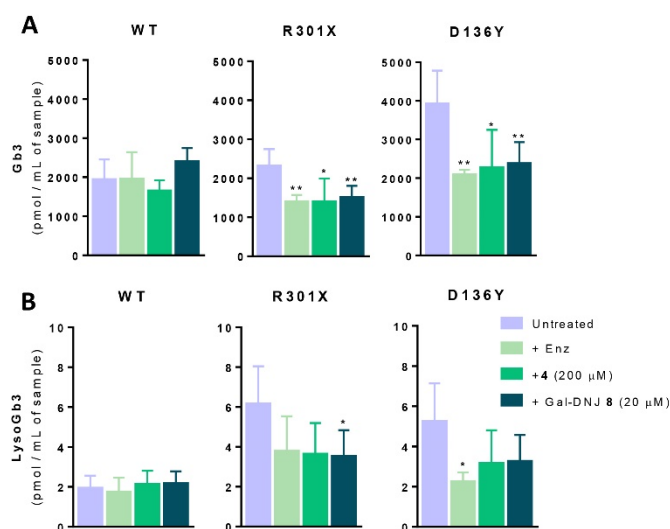 A
WT
R301X
D136Y
Gb3
(pmol / mL of sample)
5000
4000
3000
2000
1000
0
5000
4000
3000
2000
1000
0
** * **
5000
4000
3000
2000
1000
0
** * **
B
WT
R301X
D136Y
LysoGb3
(pmol / mL of sample)
10
8
6
4
2
0
10
8
6
4
2
0
*
10
8
6
4
2
0
*
Untreated
+ Enz
+4 (200 µM)
+ Gal-DNJ 8 (20 µM)